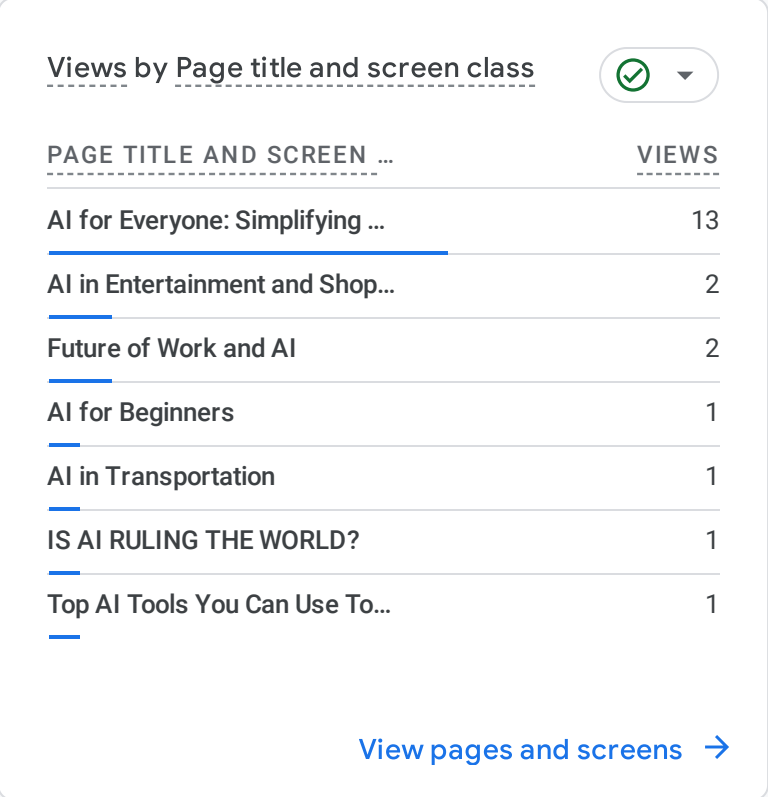 Views by Page title and screen class
PAGE TITLE AND SCREEN ... VIEWS
AI for Everyone: Simplifying ... 13
AI in Entertainment and Shop... 2
Future of Work and AI 2
AI for Beginners 1
AI in Transportation 1
IS AI RULING THE WORLD? 1
Top AI Tools You Can Use To... 1
View pages and screens